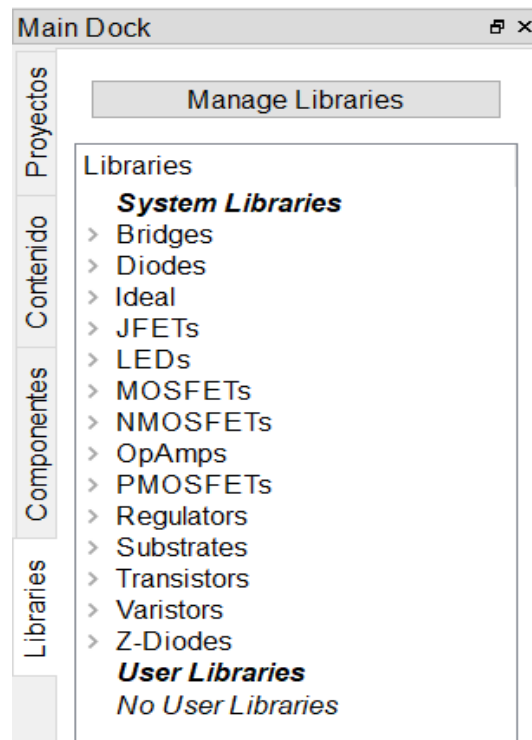 Main Dock
Proyectos
Contenido
Componentes
Libraries
Manage Libraries
Libraries
System Libraries
Bridges
Diodes
Ideal
JFETs
LEDs
MOSFETs
NMOSFETs
OpAmps
PMOSFETs
Regulators
Substrates
Transistors
Varistors
Z-Diodes
User Libraries
No User Libraries